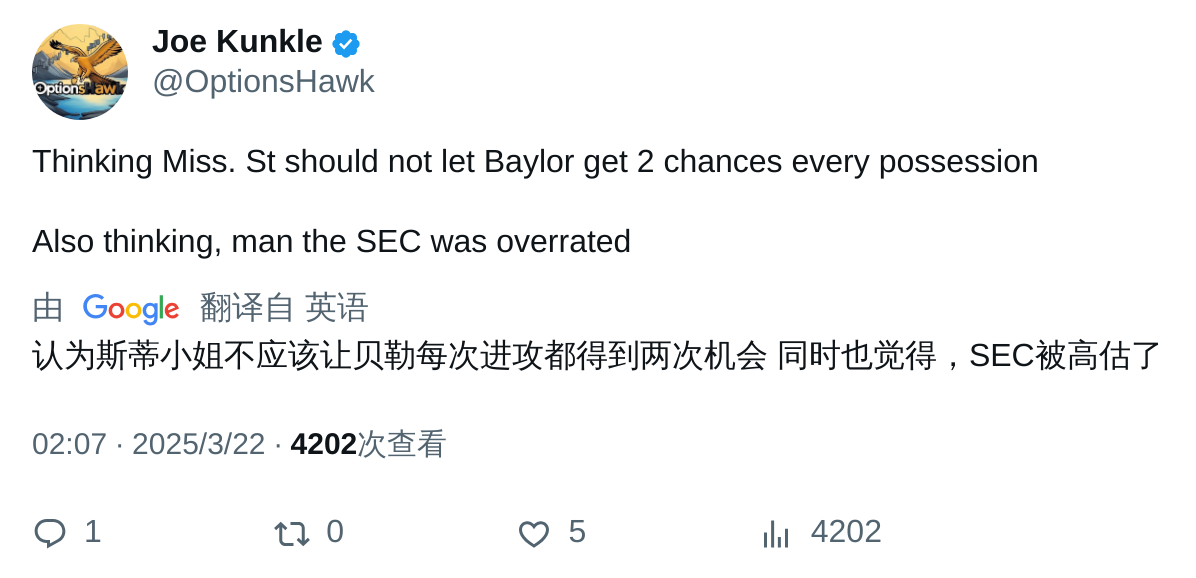 Joe Kunkle
@OptionsHawk
Thinking Miss. St should not let Baylor get 2 chances every possession
Also thinking, man the SEC was overrated
由 Google 翻译自 英语
认为斯蒂小姐不应该让贝勒每次进攻都得到两次机会 同时也觉得，SEC被高估了
02:07 · 2025/3/22 · 4202次查看
1 0 5 4202